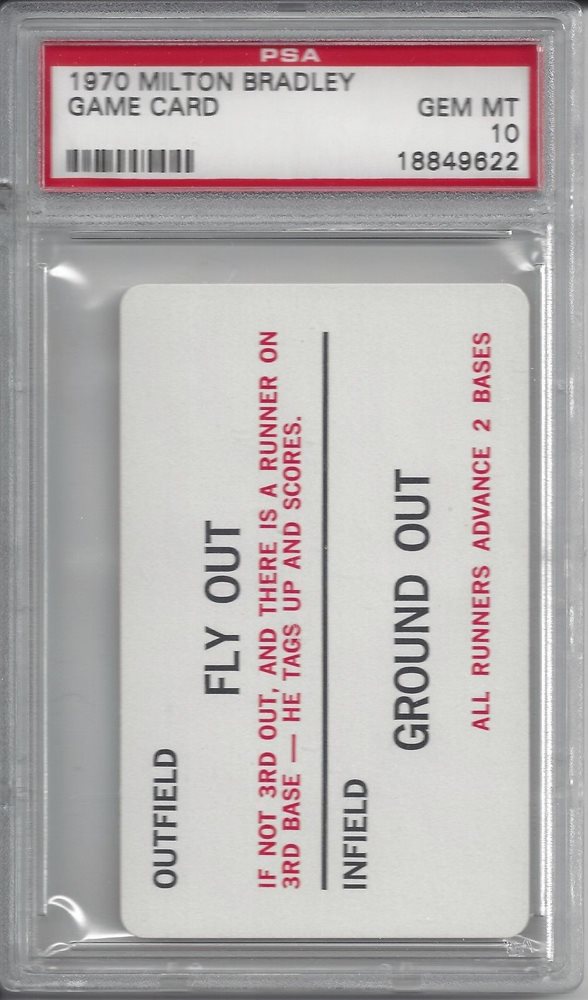 PSA
1970 MILTON BRADLEY
GAME CARD
GEM MT
10
18849622
OUTFIELD
FLY OUT
IF NOT 3RD OUT, AND THERE IS A RUNNER ON
3RD BASE — HE TAGS UP AND SCORES.
INFIELD
GROUND OUT
ALL RUNNERS ADVANCE 2 BASES